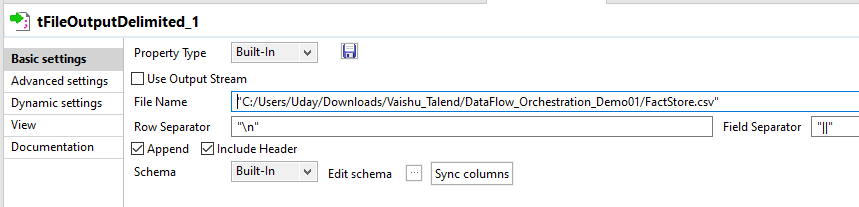 tFileOutputDelimited_1
Basic settings
Advanced settings
Dynamic settings
View
Documentation
Property Type Built-In
Use Output Stream
File Name "C:/Users/Uday/Downloads/Vaishu_Talend/DataFlow_Orchestration_Demo01/FactStore.csv"
Row Separator "\n" Field Separator "||"
Append Include Header
Schema Built-In Edit schema ... Sync columns